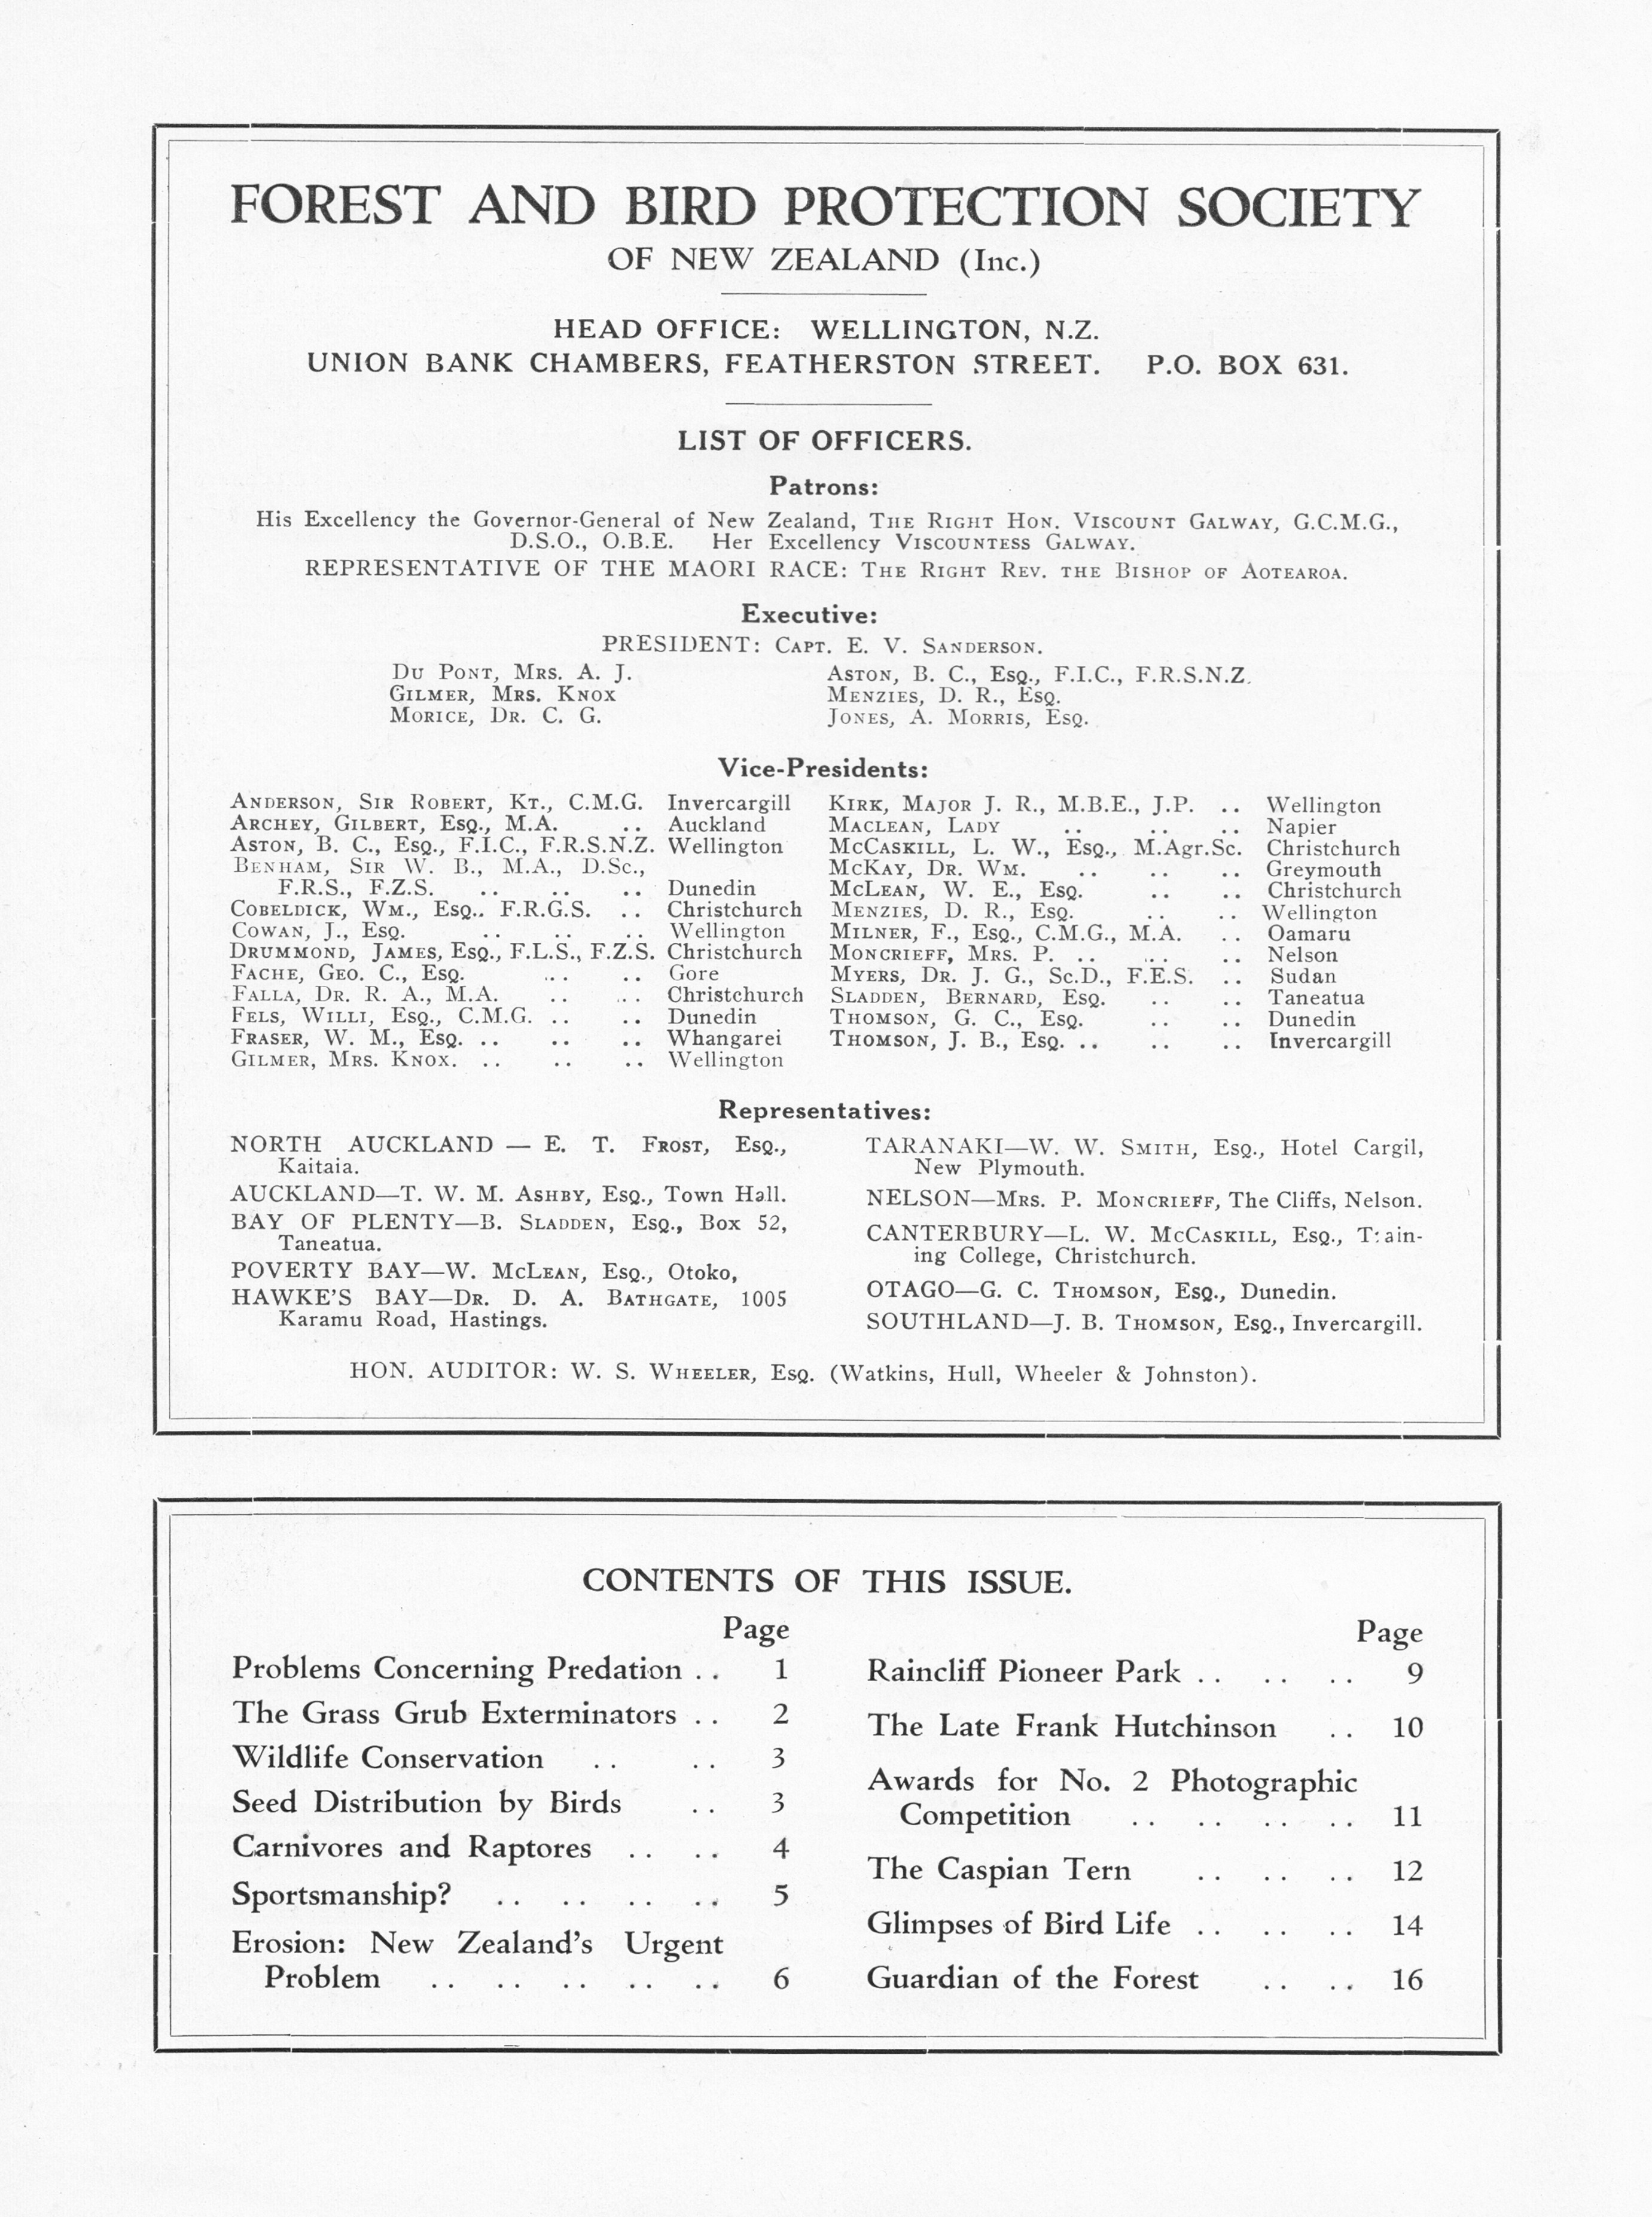 FOREST AND BIRD PROTECTION SOCIETY
OF NEW ZEALAND (Inc.)
HEAD OFFICE: WELLINGTON, N.Z.
UNION BANK CHAMBERS, FEATHERSTON STREET. P.O. BOX 631.
LIST OF OFFICERS.
Patrons:
His Excellency the Governor-General of New Zealand, THE RIGHT HON. VISCOUNT GALWAY, G.C.M.G.,
D.S.O., O.B.E. Her Excellency VISCOUNTESS GALWAY.
REPRESENTATIVE OF THE MAORI RACE: THE RIGHT REV. THE BISHOP OF AOTEAROA.
Executive:
PRESIDENT: CAPT. E. V. SANDERSON.
DU PONT, MRS. A. J.
GILMER, MRS. KNOX
MORICE, DR. C. G.
ASTON, B. C., ESQ., F.I.C., F.R.S.N.Z.
MENZIES, D. R., ESQ.
JONES, A. MORRIS, ESQ.
Vice-Presidents:
ANDERSON, SIR ROBERT, KT., C.M.G. Invercargill
ARCHEY, GILBERT, ESQ., M.A. .. Auckland
ASTON, B. C., ESQ., F.I.C., F.R.S.N.Z. Wellington
BENHAM, SIR W. B., M.A., D.Sc.,
F.R.S., F.Z.S. .. .. .. Dunedin
COBELDICK, WM., ESQ.. F.R.G.S. .. Christchurch
COWAN, J., ESQ. .. .. .. Wellington
DRUMMOND, JAMES, ESQ., F.L.S., F.Z.S. Christchurch
FACHE, GEO. C., ESQ. .. .. Gore
FALLA, DR. R. A., M.A. .. .. Christchurch
FELS, WILLI, ESQ., C.M.G. .. .. Dunedin
FRASER, W. M., ESQ. .. .. .. Whangarei
GILMER, MRS. KNOX. .. .. .. Wellington
KIRK, MAJOR J. R., M.B.E., J.P. .. Wellington
MACLEAN, LADY .. .. .. Napier
MCCASKILL, L. W., ESQ., M.Agr.Sc. Christchurch
MCKAY, DR. WM. .. .. .. Greymouth
MCLEAN, W. E., ESQ. .. .. Christchurch
MENZIES, D. R., ESQ. .. .. Wellington
MILNER, F., ESQ., C.M.G., M.A. .. Oamaru
MONCRIEFF, MRS. P. .. .. .. Nelson
MYERS, DR. J. G., Sc.D., F.E.S. .. Sudan
SLADDEN, BERNARD, ESQ. .. .. Taneatua
THOMSON, G. C., ESQ. .. .. Dunedin
THOMSON, J. B., ESQ. .. .. .. Invercargill
Representatives:
NORTH AUCKLAND — E. T. FROST, ESQ.,
Kaitaia.
AUCKLAND—T. W. M. ASHBY, ESQ., Town Hall.
BAY OF PLENTY—B. SLADDEN, ESQ., Box 52,
Taneatua.
POVERTY BAY—W. MCLEAN, ESQ., Otoko,
HAWKE'S BAY—DR. D. A. BATHGATE, 1005
Karamu Road, Hastings.
TARANAKI—W. W. SMITH, ESQ., Hotel Cargil,
New Plymouth.
NELSON—MRS. P. MONCRIEFF, The Cliffs, Nelson.
CANTERBURY—L. W. MCCASKILL, ESQ., Train-
ing College, Christchurch.
OTAGO—G. C. THOMSON, ESQ., Dunedin.
SOUTHLAND—J. B. THOMSON, ESQ., Invercargill.
HON. AUDITOR: W. S. WHEELER, ESQ. (Watkins, Hull, Wheeler & Johnston).
CONTENTS OF THIS ISSUE.
Page
Problems Concerning Predation .. 1
The Grass Grub Exterminators .. 2
Wildlife Conservation .. .. 3
Seed Distribution by Birds .. 3
Carnivores and Raptores .. .. 4
Sportsmanship? .. .. .. .. 5
Erosion: New Zealand's Urgent
Problem .. .. .. .. .. 6
Page
Raincliff Pioneer Park .. .. .. 9
The Late Frank Hutchinson .. 10
Awards for No. 2 Photographic
Competition .. .. .. .. 11
The Caspian Tern .. .. .. 12
Glimpses of Bird Life .. .. .. 14
Guardian of the Forest .. .. 16